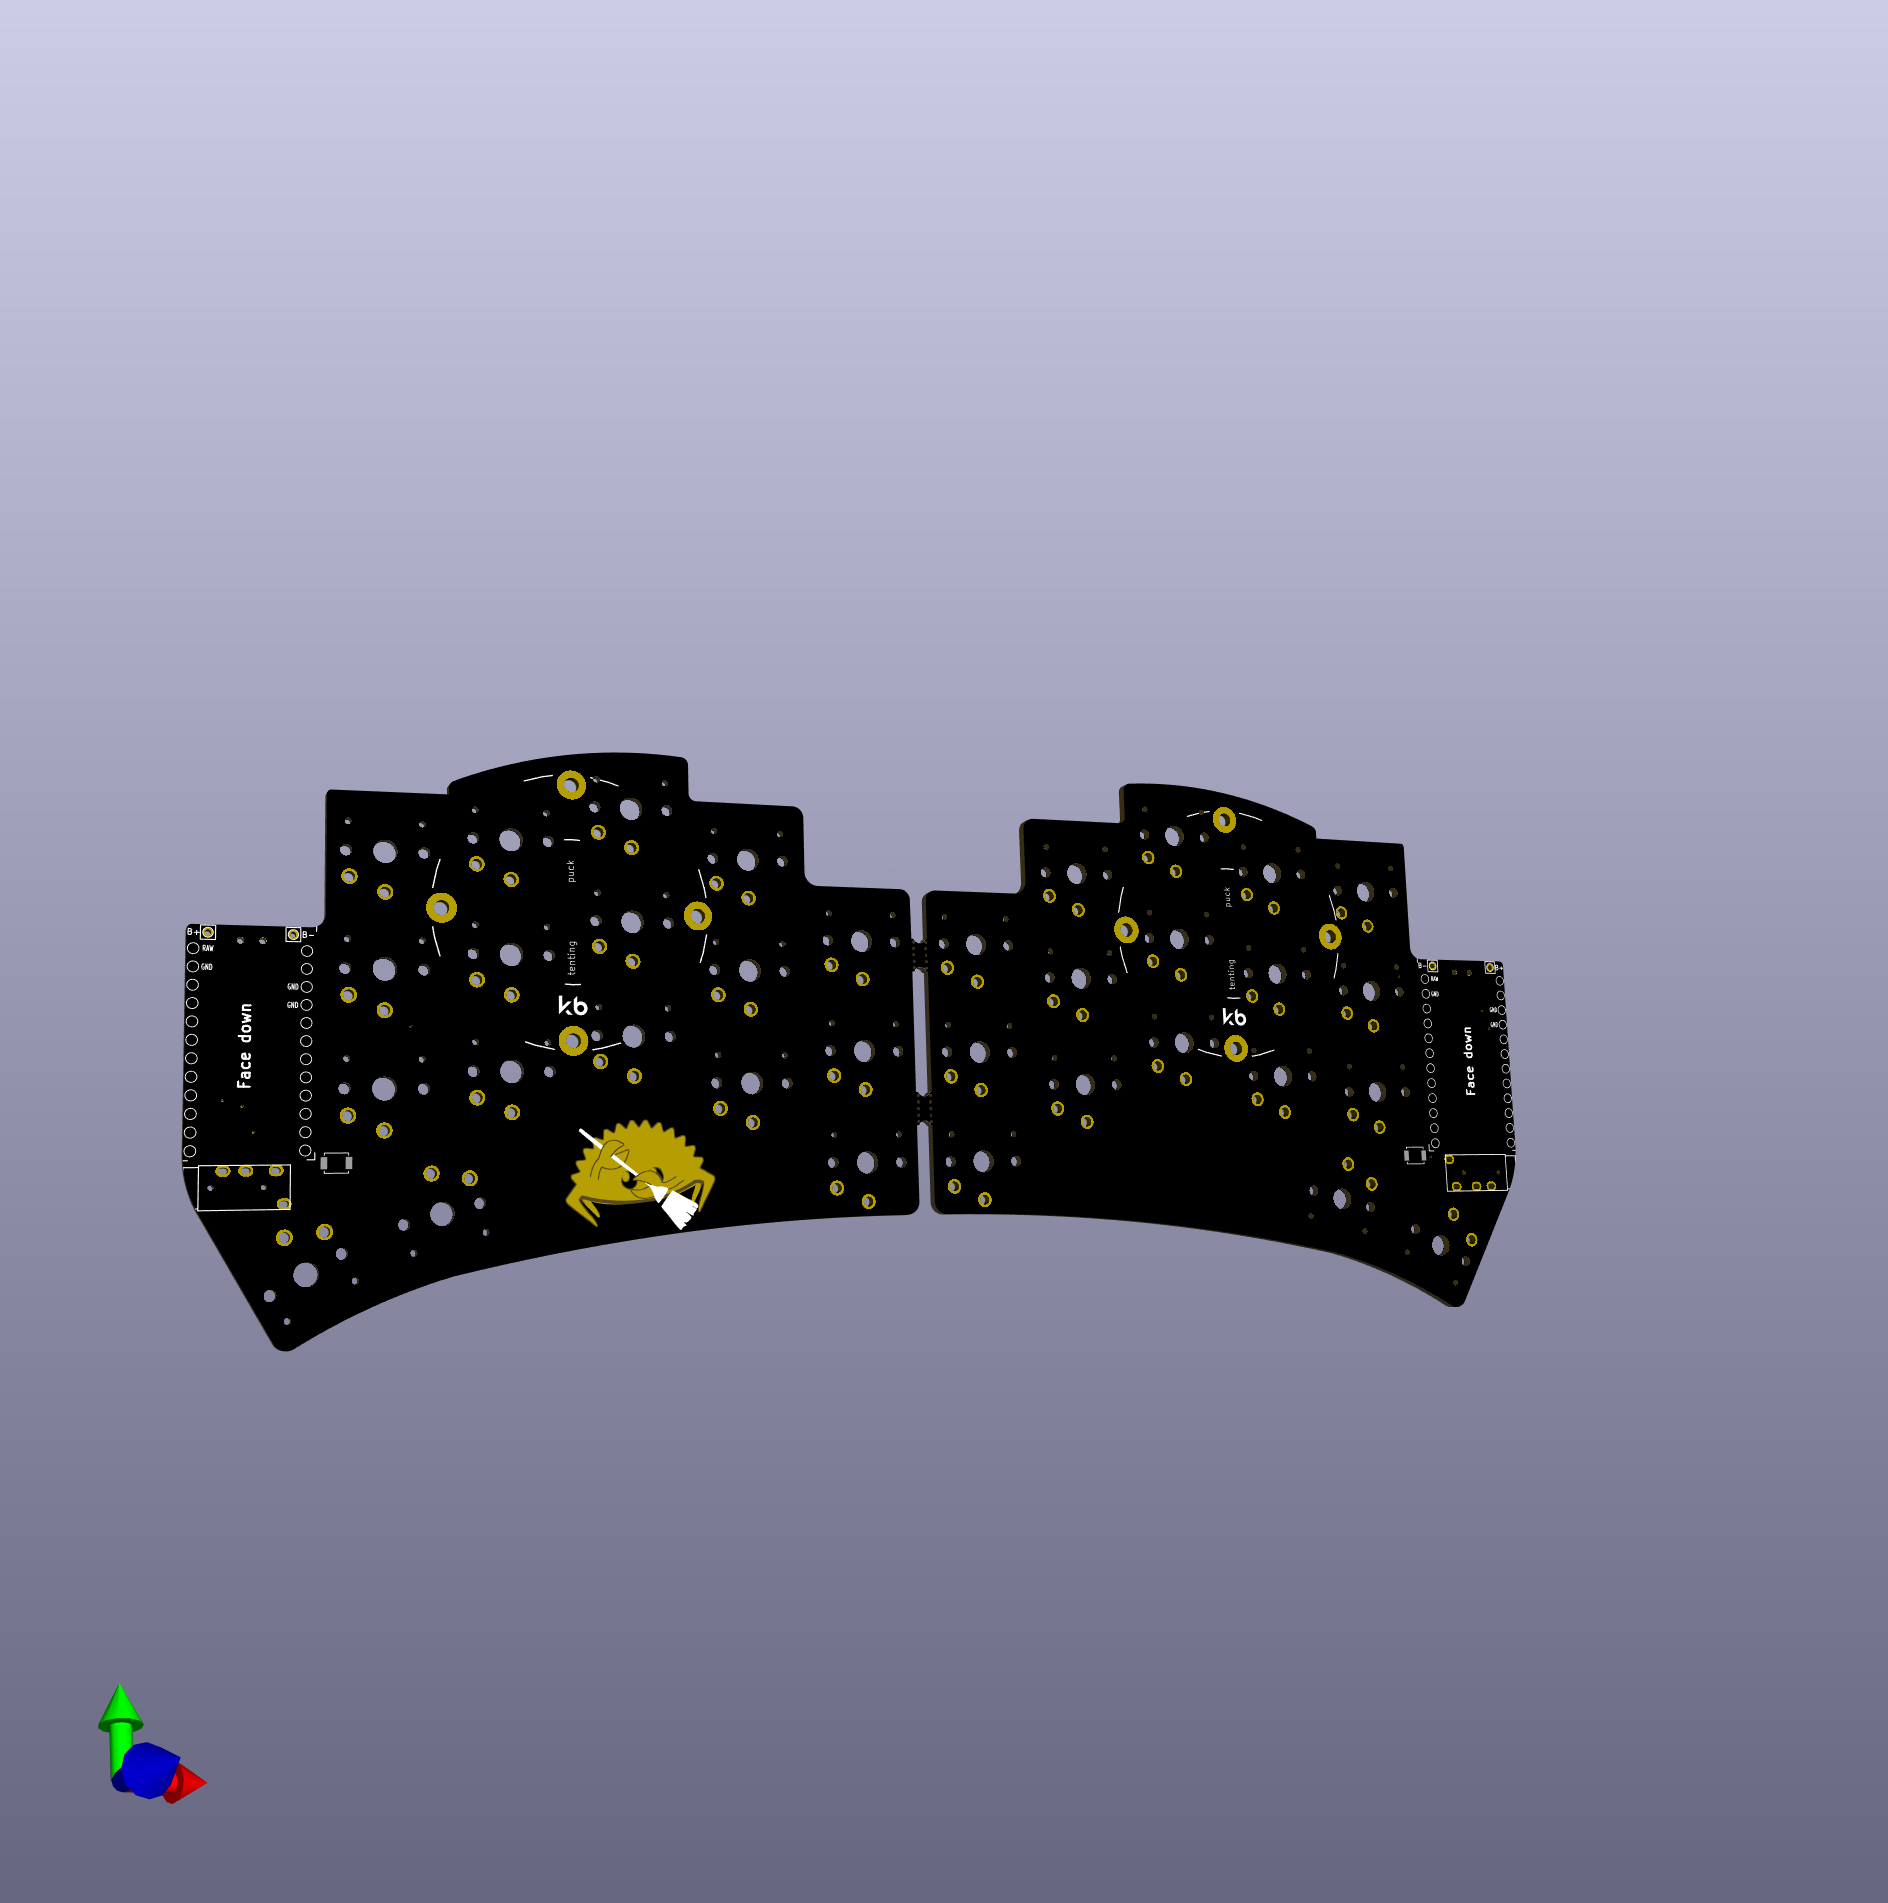 puck
tenting
kb
B+
B-
RAW
GND
GND
GND
Face down
puck
tenting
kb
B-
B+
RAW
GND
GND
GND
Face down